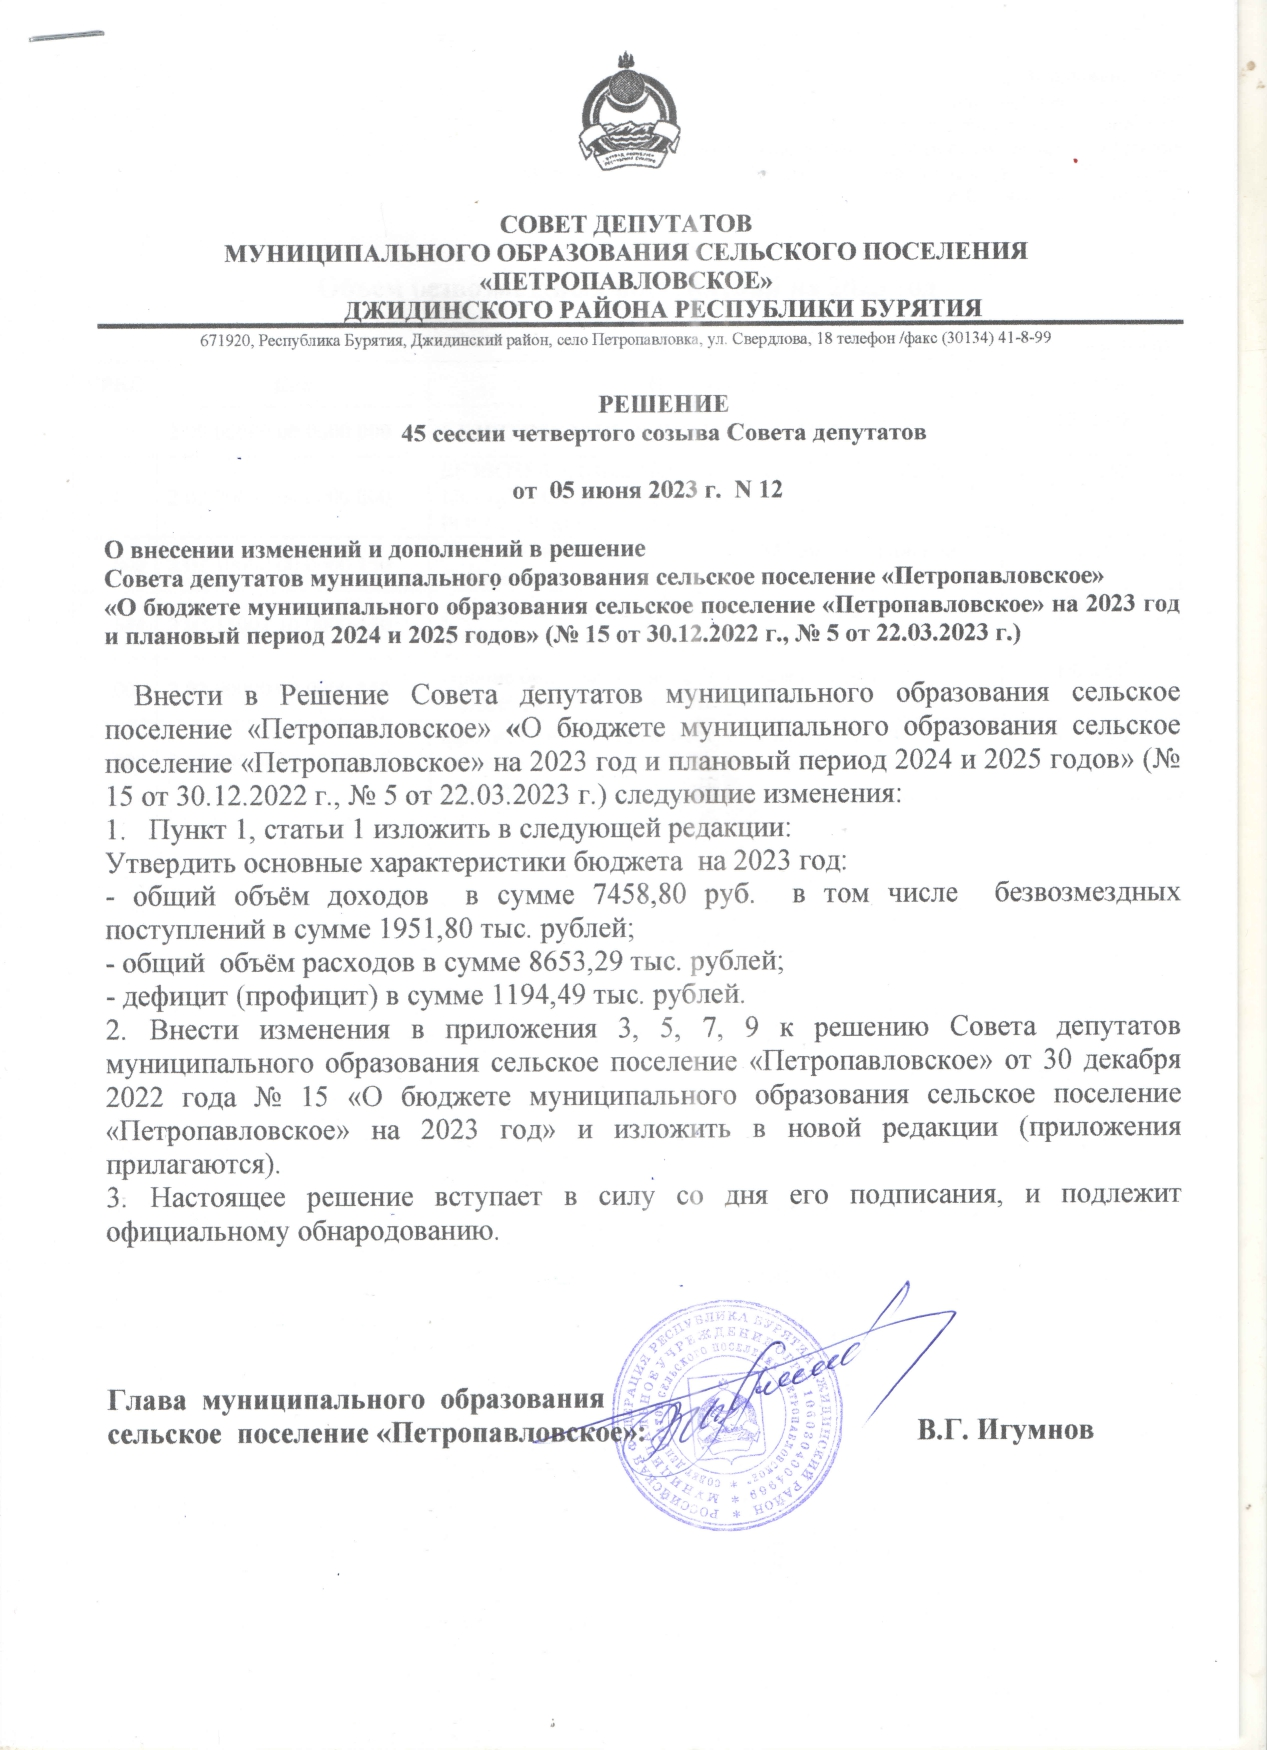 СОВЕТ ДЕПУТАТОВ
МУНИЦИПАЛЬНОГО ОБРАЗОВАНИЯ СЕЛЬСКОГО ПОСЕЛЕНИЯ
«ПЕТРОПАВЛОВСКОЕ»
ДЖИДИНСКОГО РАЙОНА РЕСПУБЛИКИ БУРЯТИЯ
671920, Республика Бурятия, Джидинский район, село Петропавловка, ул. Свердлова, 18 телефон /факс (30134) 41-8-99
РЕШЕНИЕ
45 сессии четвертого созыва Совета депутатов
от 05 июня 2023 г. N 12
О внесении изменений и дополнений в решение
Совета депутатов муниципального образования сельское поселение «Петропавловское»
«О бюджете муниципального образования сельское поселение «Петропавловское» на 2023 год
и плановый период 2024 и 2025 годов» (№ 15 от 30.12.2022 г., № 5 от 22.03.2023 г.)
Внести в Решение Совета депутатов муниципального образования сельское
поселение «Петропавловское» «О бюджете муниципального образования сельское
поселение «Петропавловское» на 2023 год и плановый период 2024 и 2025 годов» (№
15 от 30.12.2022 г., № 5 от 22.03.2023 г.) следующие изменения:
1. Пункт 1, статьи 1 изложить в следующей редакции:
Утвердить основные характеристики бюджета на 2023 год:
- общий объём доходов в сумме 7458,80 руб. в том числе безвозмездных
поступлений в сумме 1951,80 тыс. рублей;
- общий объём расходов в сумме 8653,29 тыс. рублей;
- дефицит (профицит) в сумме 1194,49 тыс. рублей.
2. Внести изменения в приложения 3, 5, 7, 9 к решению Совета депутатов
муниципального образования сельское поселение «Петропавловское» от 30 декабря
2022 года № 15 «О бюджете муниципального образования сельское поселение
«Петропавловское» на 2023 год» и изложить в новой редакции (приложения
прилагаются).
3. Настоящее решение вступает в силу со дня его подписания, и подлежит
официальному обнародованию.
Глава муниципального образования
сельское поселение «Петропавловское»:
В.Г. Игумнов